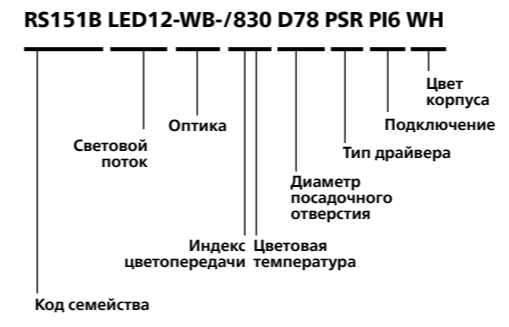 RS151B LED12-WB-/830 D78 PSR PI6 WH
Цвет
корпуса
Подключение
Оптика
Световой
поток
Тип драйвера
Диаметр
посадочного
отверстия
Индекс
цветопередачи
Цветовая
температура
Код семейства